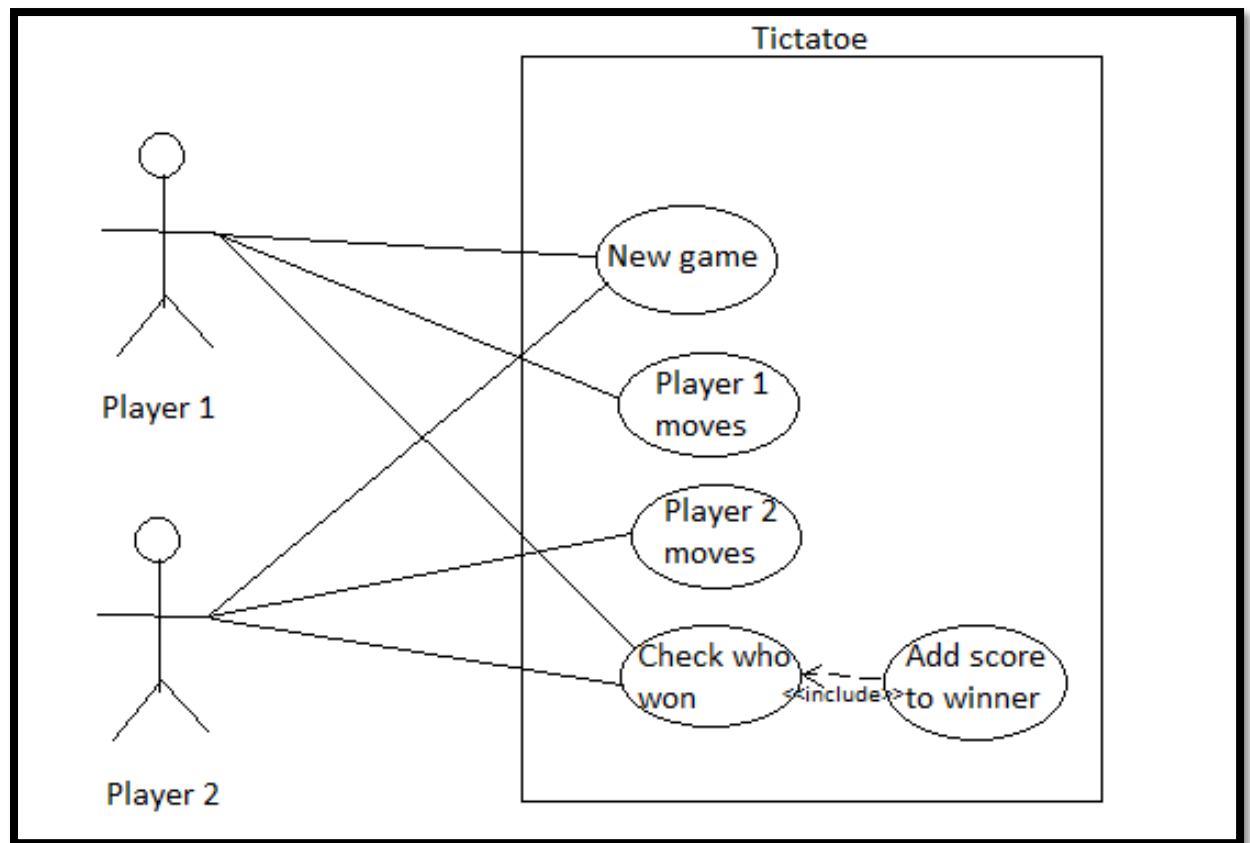 Tictatoe
New game
Player 1
moves
Player 1
Player 2
moves
Check who
won
<<include>>
Add score
to winner
Player 2